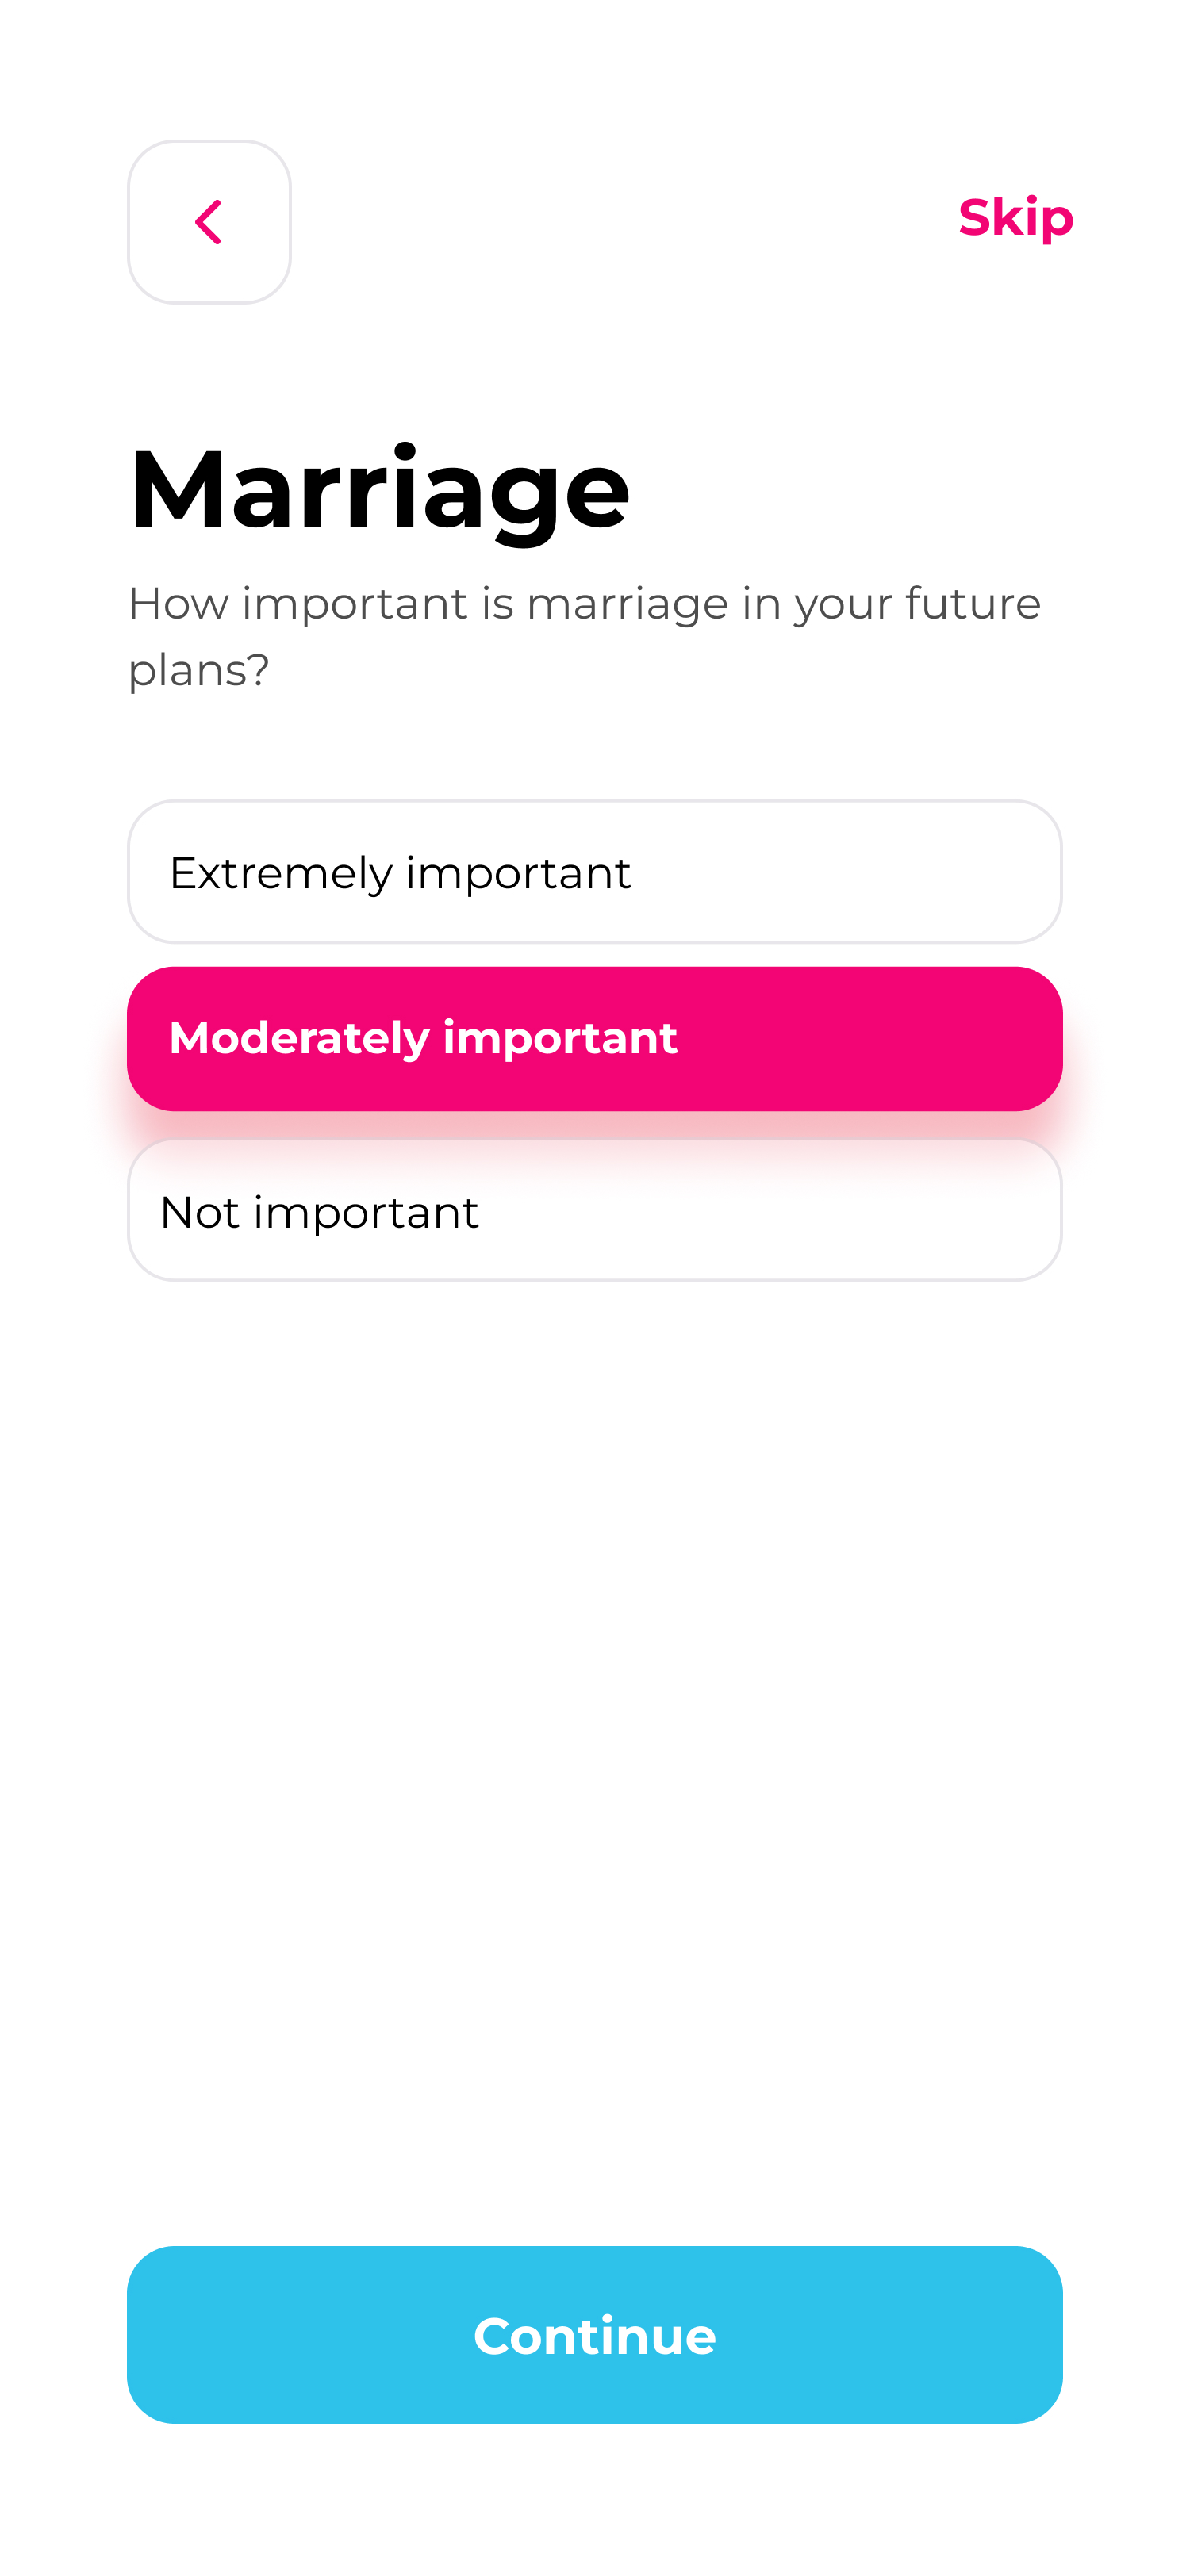 Skip
Marriage
How important is marriage in your future
plans?
Extremely important
Moderately important
Not important
Continue